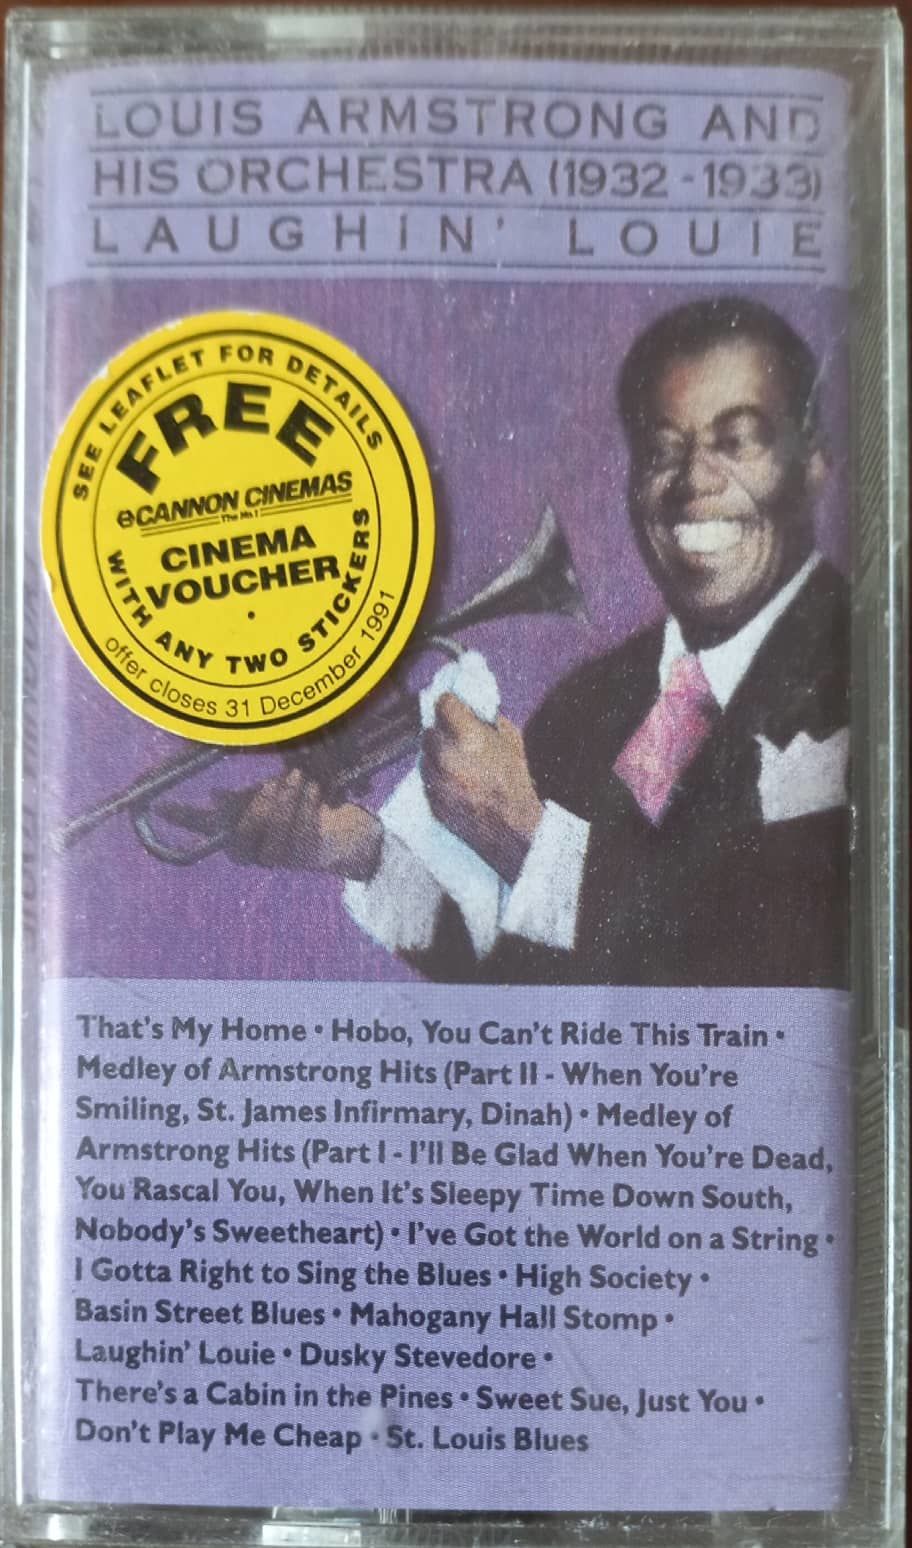 LOUIS ARMSTRONG AND
HIS ORCHESTRA (1932-1933)
LAUGHIN' LOUIE
SEE LEAFLET FOR DETAILS
FREE
CANNON CINEMAS
The No.1
CINEMA
VOUCHER
WITH ANY TWO STICKERS
offer closes 31 December 1991
That's My Home • Hobo, You Can't Ride This Train •
Medley of Armstrong Hits (Part II - When You're
Smiling, St. James Infirmary, Dinah) • Medley of
Armstrong Hits (Part I - I'll Be Glad When You're Dead,
You Rascal You, When It's Sleepy Time Down South,
Nobody's Sweetheart) • I've Got the World on a String •
I Gotta Right to Sing the Blues • High Society •
Basin Street Blues • Mahogany Hall Stomp •
Laughin' Louie • Dusky Stevedore •
There's a Cabin in the Pines • Sweet Sue, Just You •
Don't Play Me Cheap • St. Louis Blues